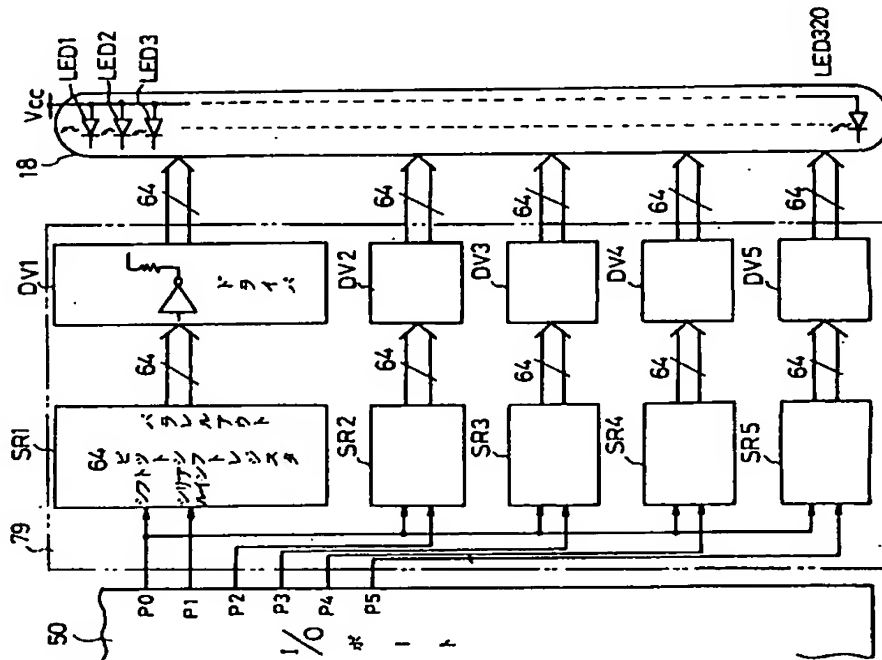 50
I/Oポート
P0
P1
P2
P3
P4
P5
79
SR1
64ビット
シフト
シリアルイン
シフトレジスタ
パラレルアウト
64
DV1
ドライバ
64
SR2
64
DV2
64
SR3
64
DV3
64
SR4
64
DV4
64
SR5
64
DV5
64
18
Vcc
LED1
LED2
LED3
LED320